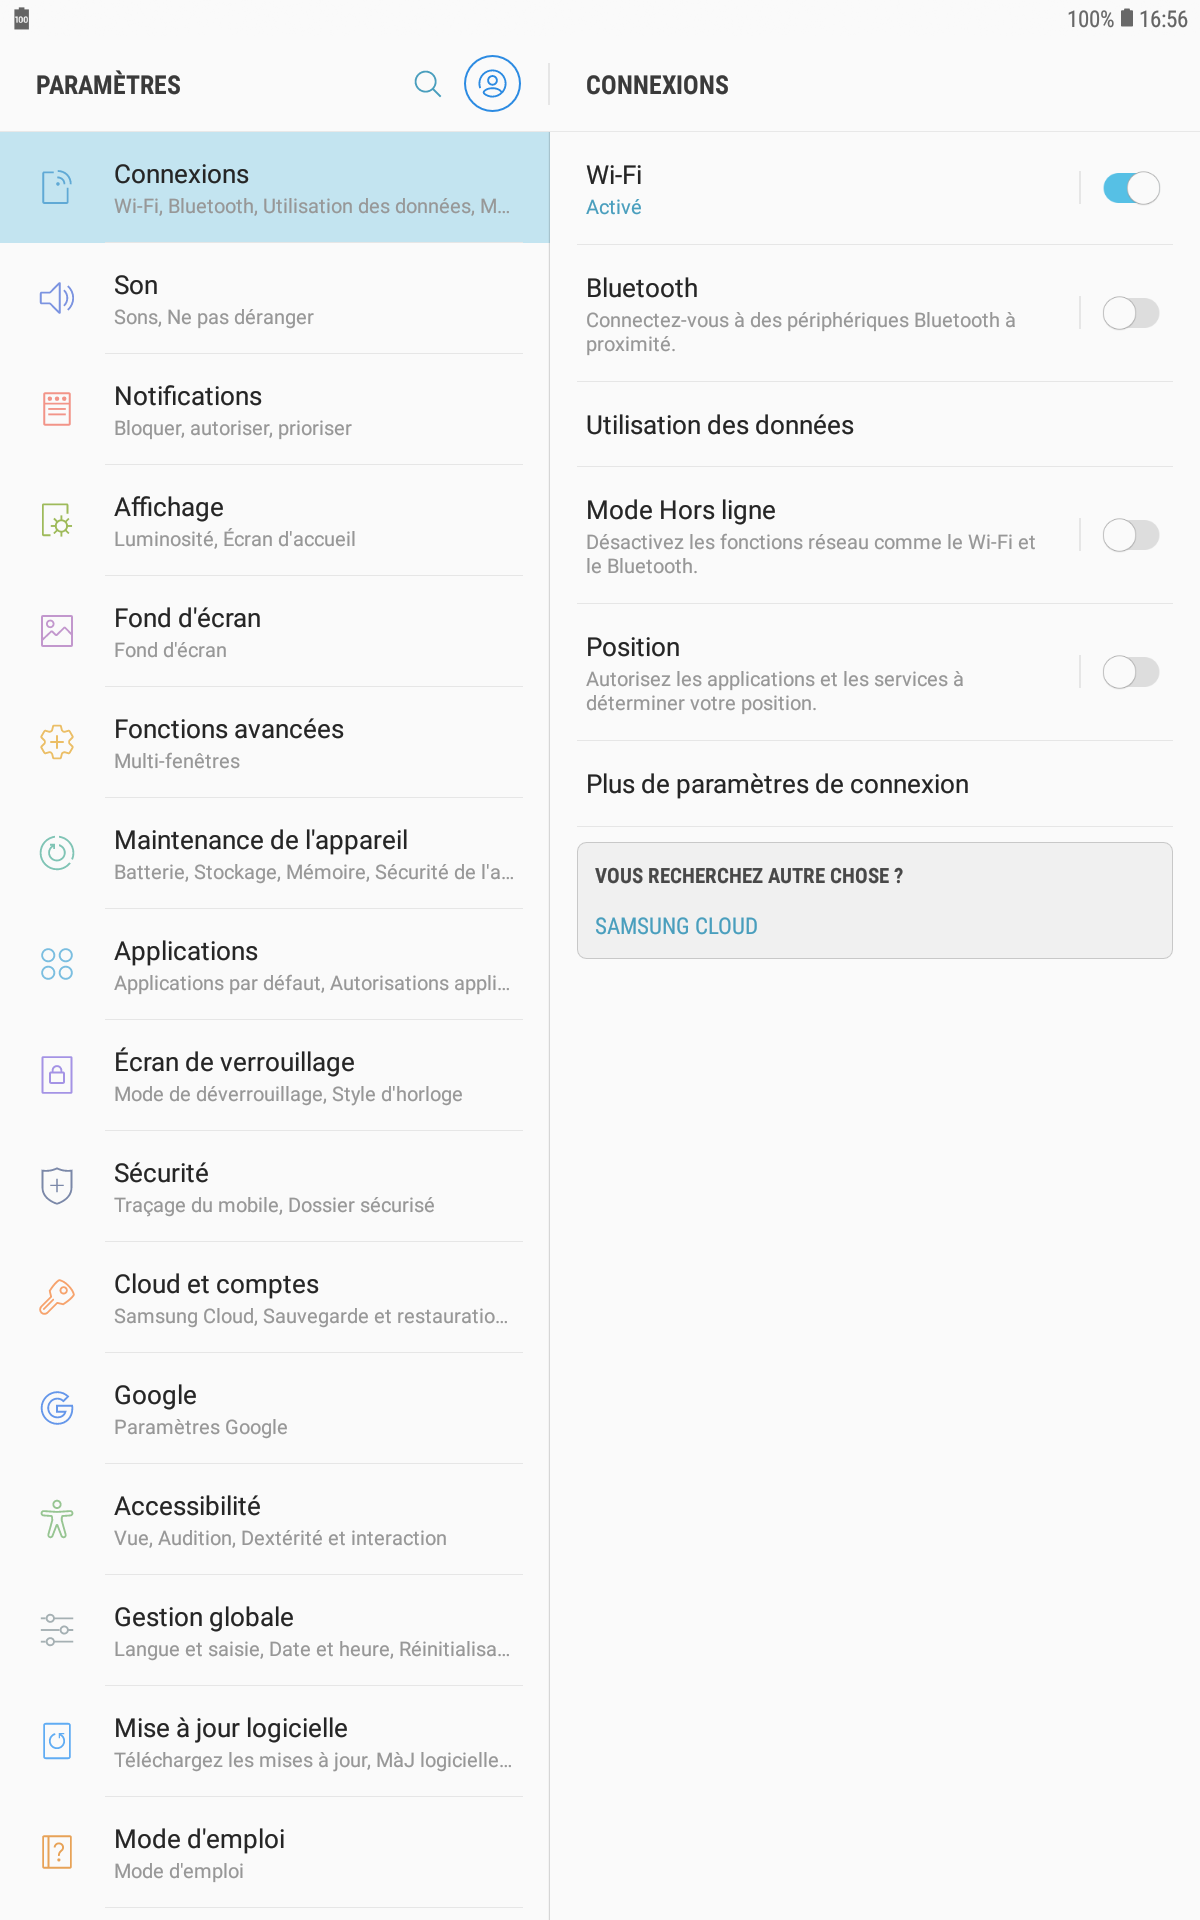 100
100% 16:56
PARAMÈTRES
Connexions
Wi-Fi, Bluetooth, Utilisation des données, M...
Son
Sons, Ne pas déranger
Notifications
Bloquer, autoriser, prioriser
Affichage
Luminosité, Écran d'accueil
Fond d'écran
Fond d'écran
Fonctions avancées
Multi-fenêtres
Maintenance de l'appareil
Batterie, Stockage, Mémoire, Sécurité de l'a...
Applications
Applications par défaut, Autorisations appli...
Écran de verrouillage
Mode de déverrouillage, Style d'horloge
Sécurité
Traçage du mobile, Dossier sécurisé
Cloud et comptes
Samsung Cloud, Sauvegarde et restauratio...
Google
Paramètres Google
Accessibilité
Vue, Audition, Dextérité et interaction
Gestion globale
Langue et saisie, Date et heure, Réinitialisa...
Mise à jour logicielle
Téléchargez les mises à jour, MàJ logicielle...
Mode d'emploi
Mode d'emploi
CONNEXIONS
Wi-Fi
Activé
Bluetooth
Connectez-vous à des périphériques Bluetooth à
proximité.
Utilisation des données
Mode Hors ligne
Désactivez les fonctions réseau comme le Wi-Fi et
le Bluetooth.
Position
Autorisez les applications et les services à
déterminer votre position.
Plus de paramètres de connexion
VOUS RECHERCHEZ AUTRE CHOSE ?
SAMSUNG CLOUD